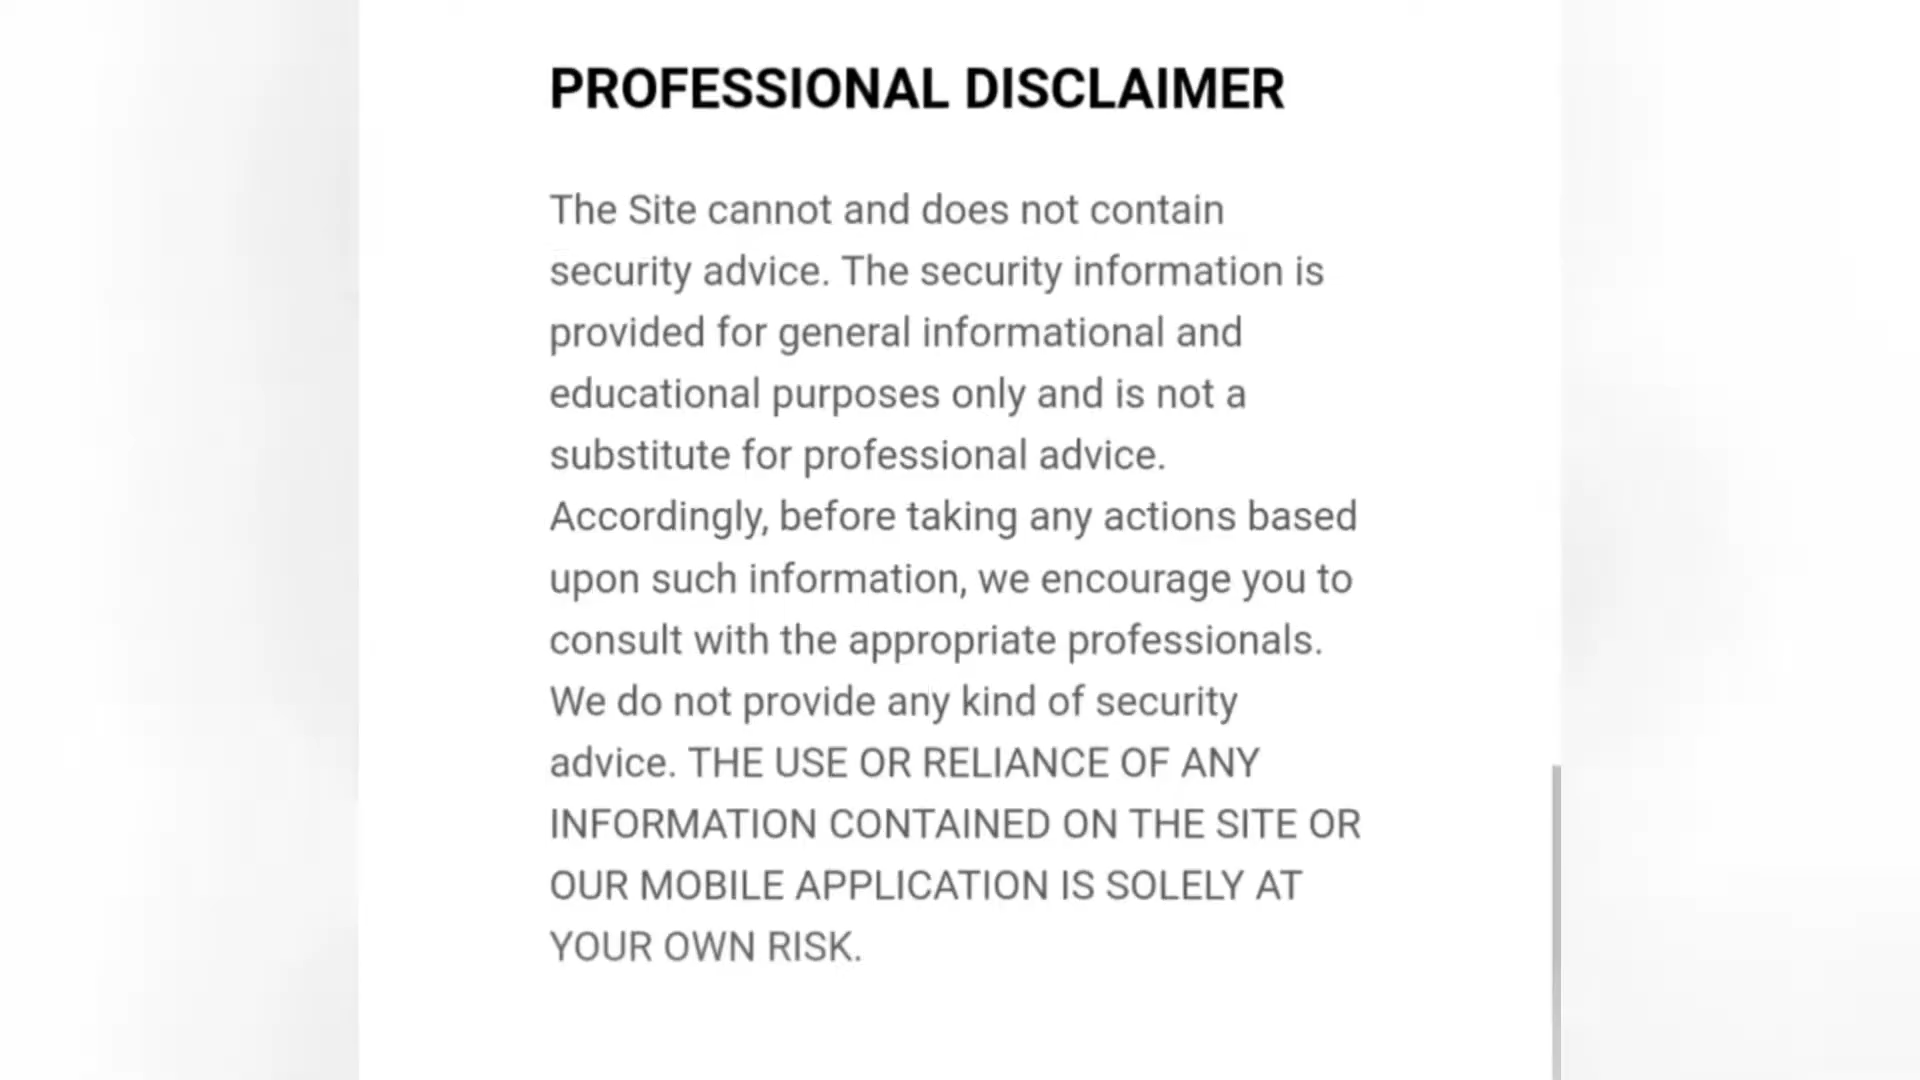 PROFESSIONAL DISCLAIMER
The Site cannot and does not contain
security advice. The security information is
provided for general informational and
educational purposes only and is not a
substitute for professional advice.
Accordingly, before taking any actions based
upon such information, we encourage you to
consult with the appropriate professionals.
We do not provide any kind of security
advice. THE USE OR RELIANCE OF ANY
INFORMATION CONTAINED ON THE SITE OR
OUR MOBILE APPLICATION IS SOLELY AT
YOUR OWN RISK.